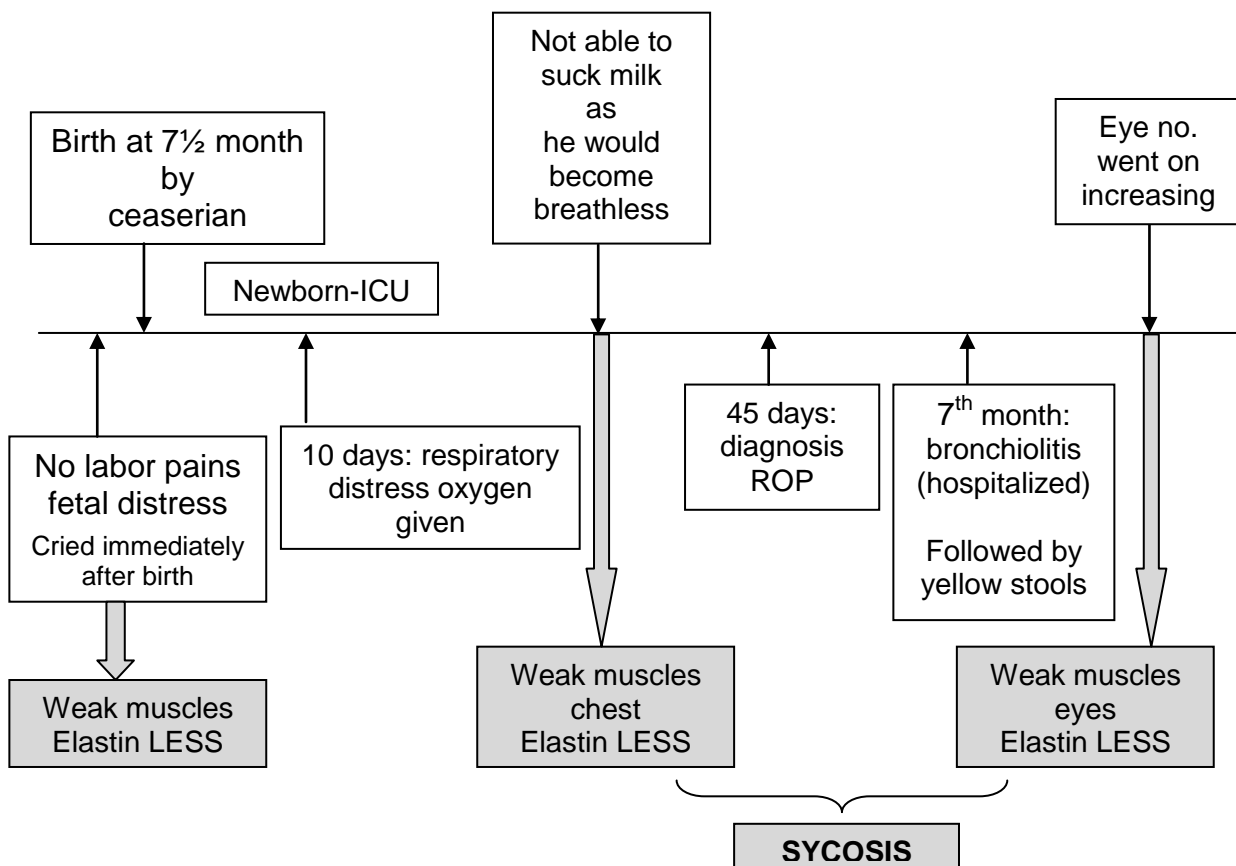 Not able to
suck milk
as
he would
become
breathless
Birth at 7½ month
by
ceaserian
Eye no.
went on
increasing
Newborn-ICU
No labor pains
fetal distress
Cried immediately
after birth
10 days: respiratory
distress oxygen
given
45 days:
diagnosis
ROP
7th month:
bronchiolitis
(hospitalized)
Followed by
yellow stools
Weak muscles
Elastin LESS
Weak muscles
chest
Elastin LESS
Weak muscles
eyes
Elastin LESS
SYCOSIS